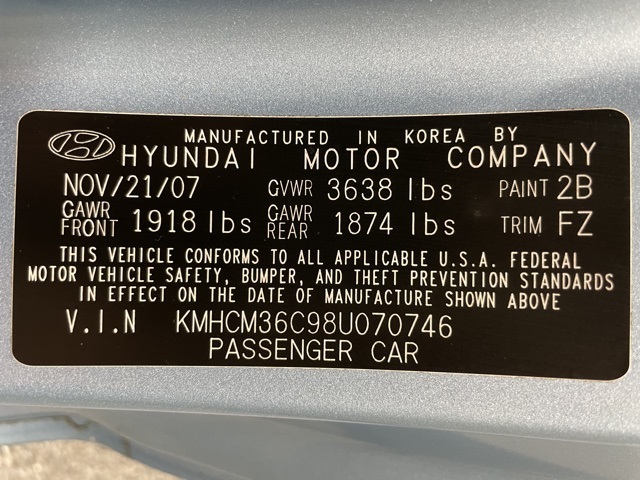 MANUFACTURED IN KOREA BY
HYUNDAI MOTOR COMPANY
NOV/21/07 GVWR 3638 lbs PAINT 2B
GAWR FRONT 1918 lbs GAWR REAR 1874 lbs TRIM FZ
THIS VEHICLE CONFORMS TO ALL APPLICABLE U.S.A. FEDERAL
MOTOR VEHICLE SAFETY, BUMPER, AND THEFT PREVENTION STANDARDS
IN EFFECT ON THE DATE OF MANUFACTURE SHOWN ABOVE
V.I.N KMHCM36C98U070746
PASSENGER CAR